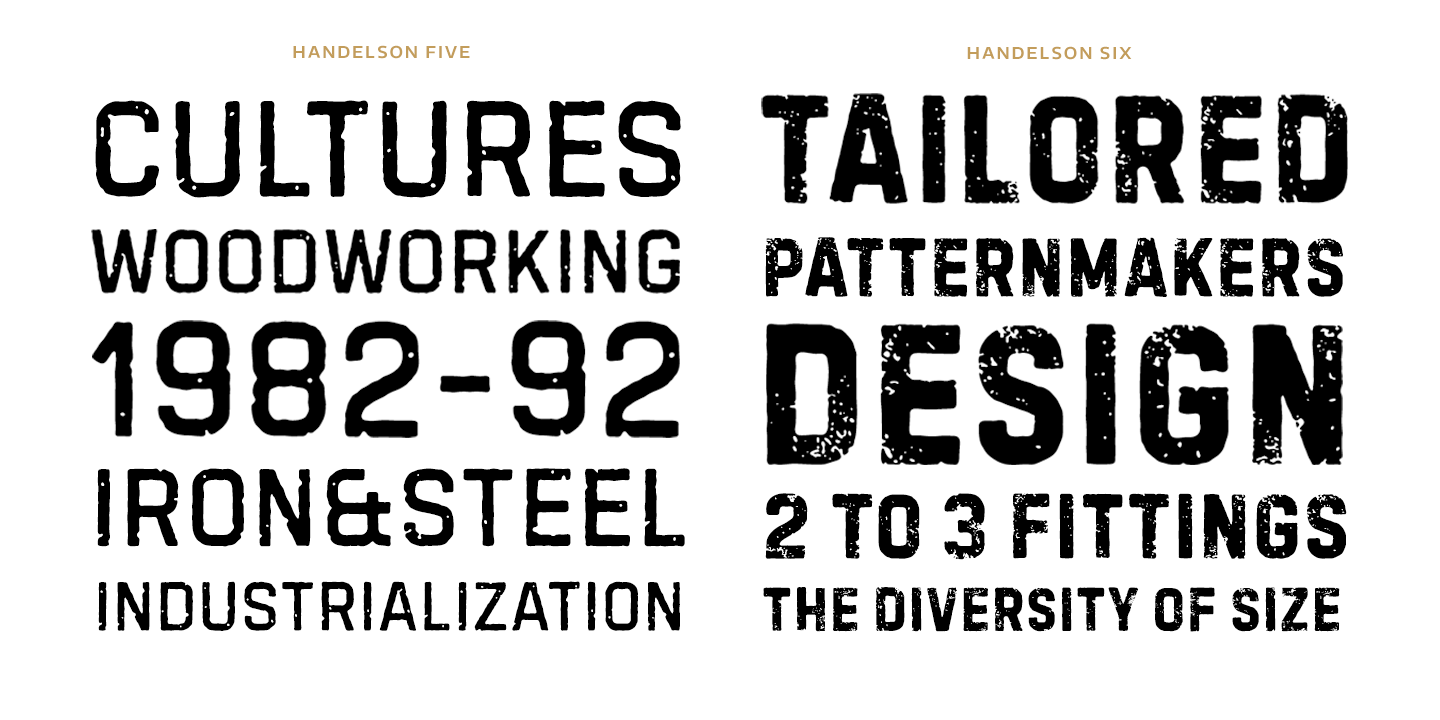 HANDELSON FIVE
CULTURES
WOODWORKING
1982-92
IRON&STEEL
INDUSTRIALIZATION
HANDELSON SIX
TAILORED
PATTERNMAKERS
DESIGN
2 TO 3 FITTINGS
THE DIVERSITY OF SIZE